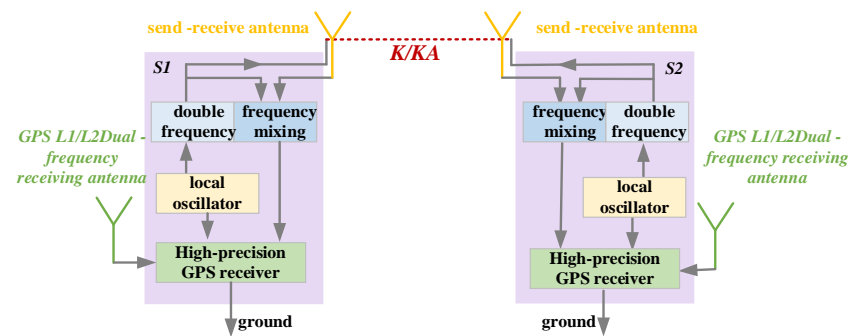 send -receive antenna
send -receive antenna
K/KA
S1
S2
double
frequency
frequency
mixing
frequency
mixing
double
frequency
GPS L1/L2Dual -
frequency
receiving antenna
GPS L1/L2Dual -
frequency receiving
antenna
local
oscillator
local
oscillator
High-precision
GPS receiver
High-precision
GPS receiver
ground
ground